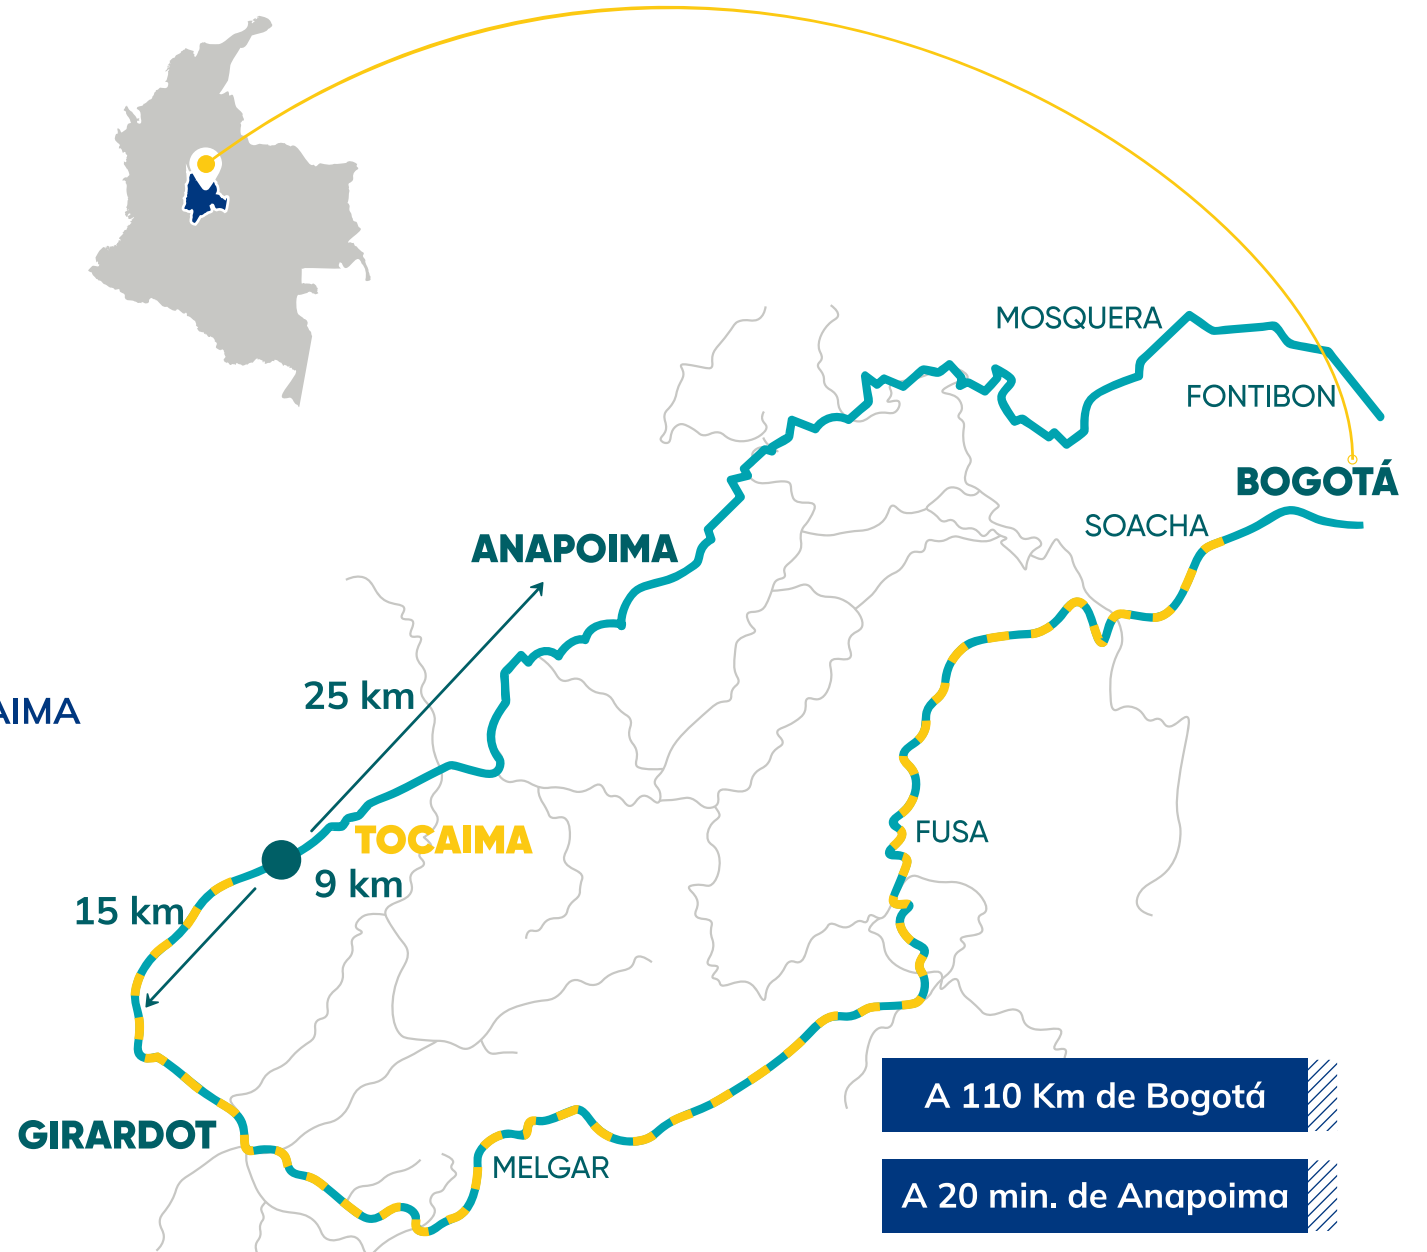 MOSQUERA
FONTIBON
BOGOTÁ
SOACHA
ANAPOIMA
25 km
AIMA
FUSA
TOCAIMA
9 km
15 km
A 110 Km de Bogotá
GIRARDOT
MELGAR
A 20 min. de Anapoima